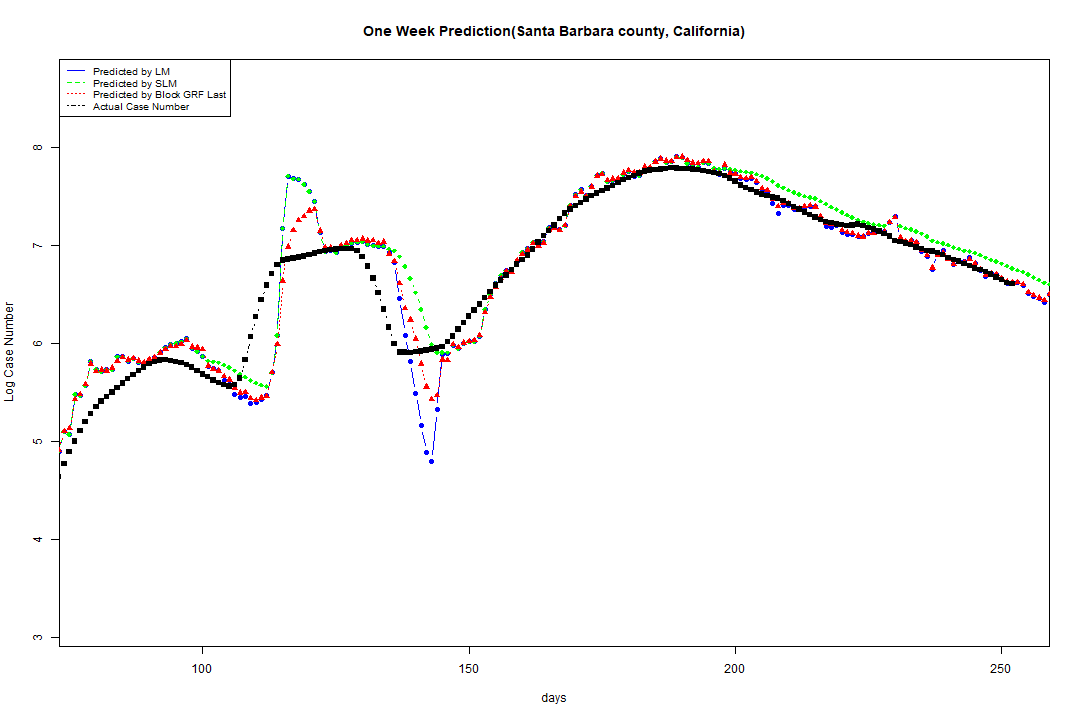 One Week Prediction(Santa Barbara county, California)
Predicted by LM
Predicted by SLM
Predicted by Block GRF Last
Actual Case Number
8
7
6
5
4
3
Log Case Number
100
150
200
250
days